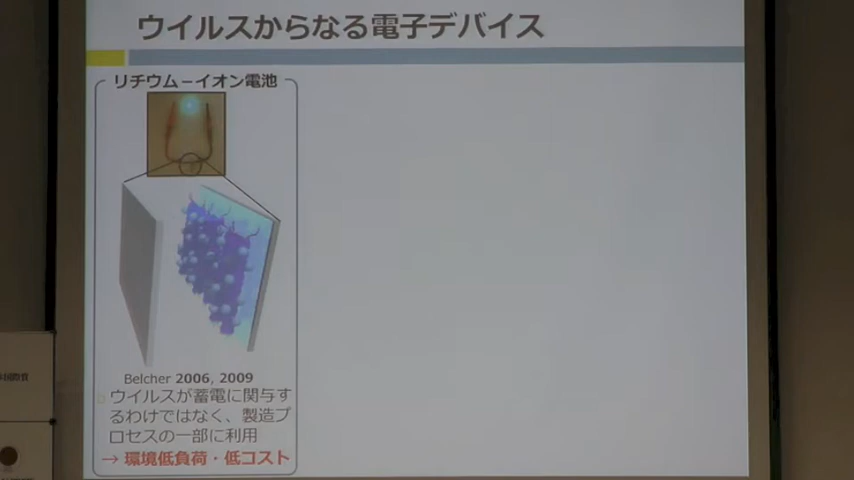 ウイルスからなる電子デバイス
リチウム－イオン電池
Belcher 2006, 2009
ウイルスが蓄電に関与す
るわけではなく、製造プ
ロセスの一部に利用
→ 環境低負荷・低コスト